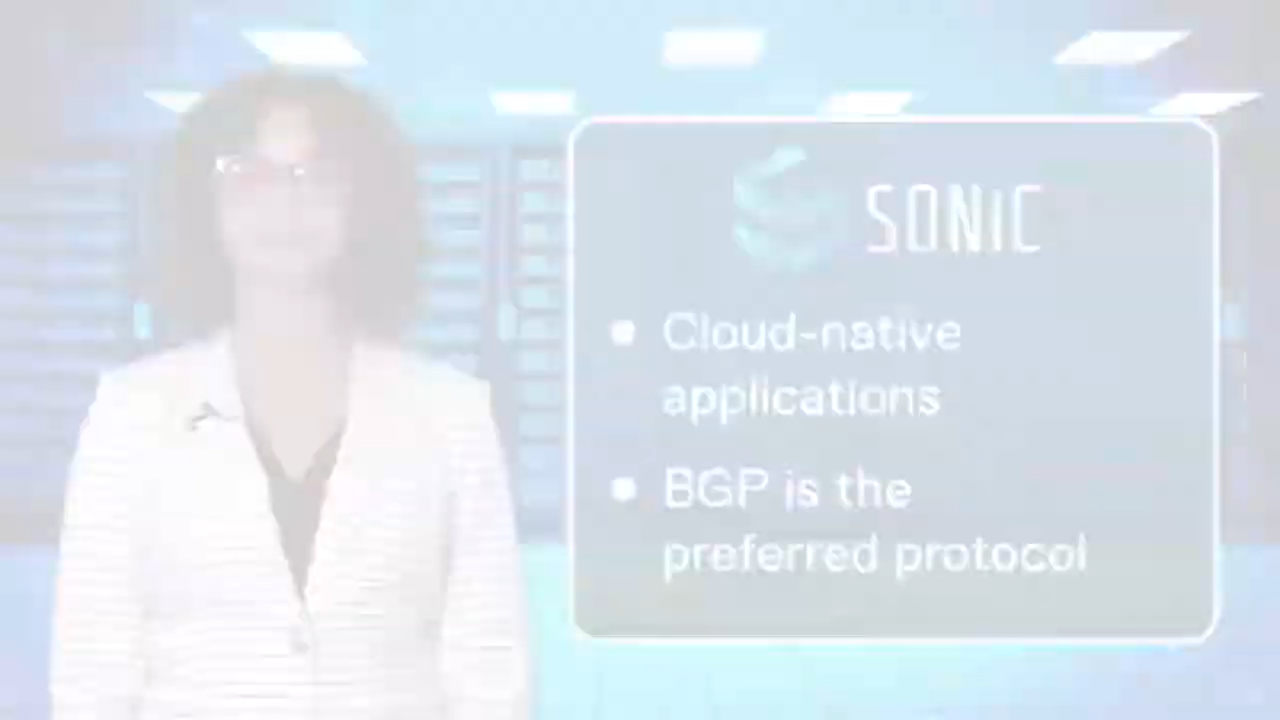 SONiC
Cloud-native
applications
BGP is the
preferred protocol